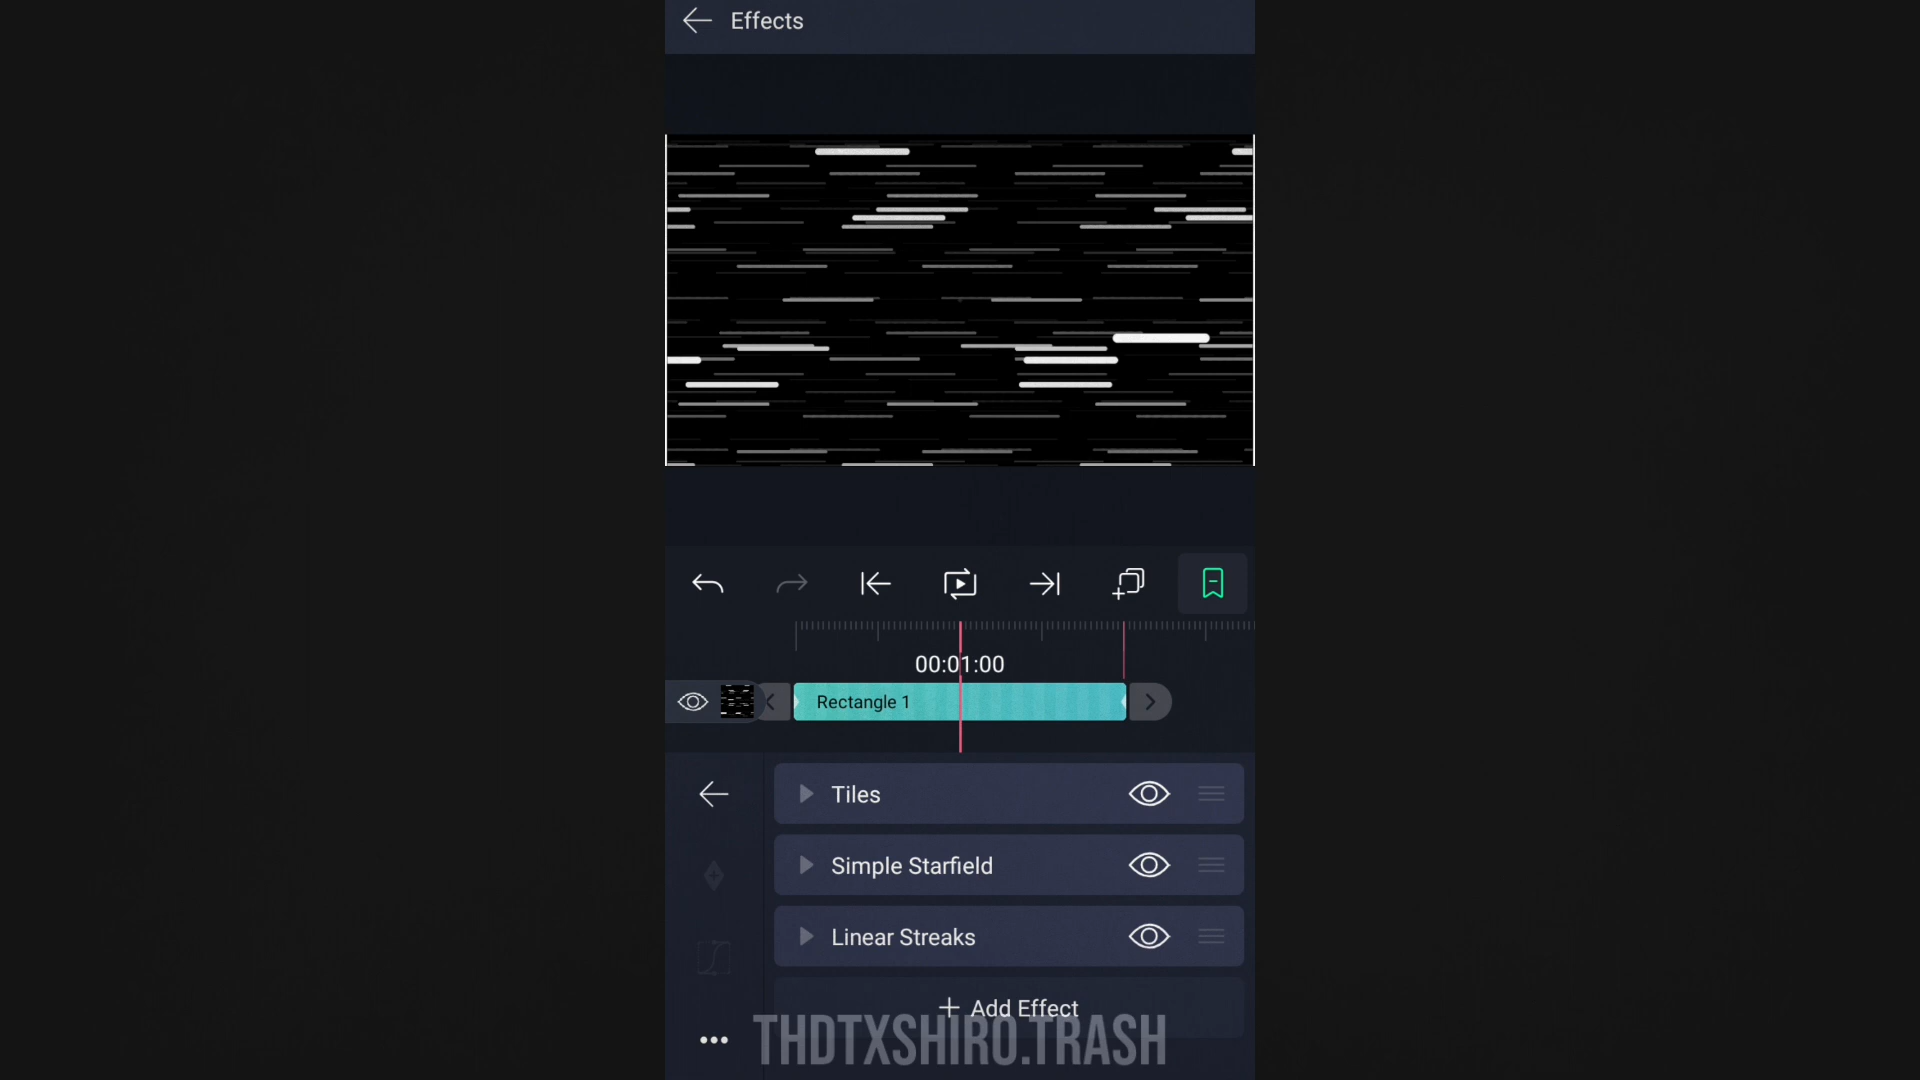 Effects
00:01:00
Rectangle 1
Tiles
Simple Starfield
Linear Streaks
Add Effect
THDTXSHIRO.TRASH